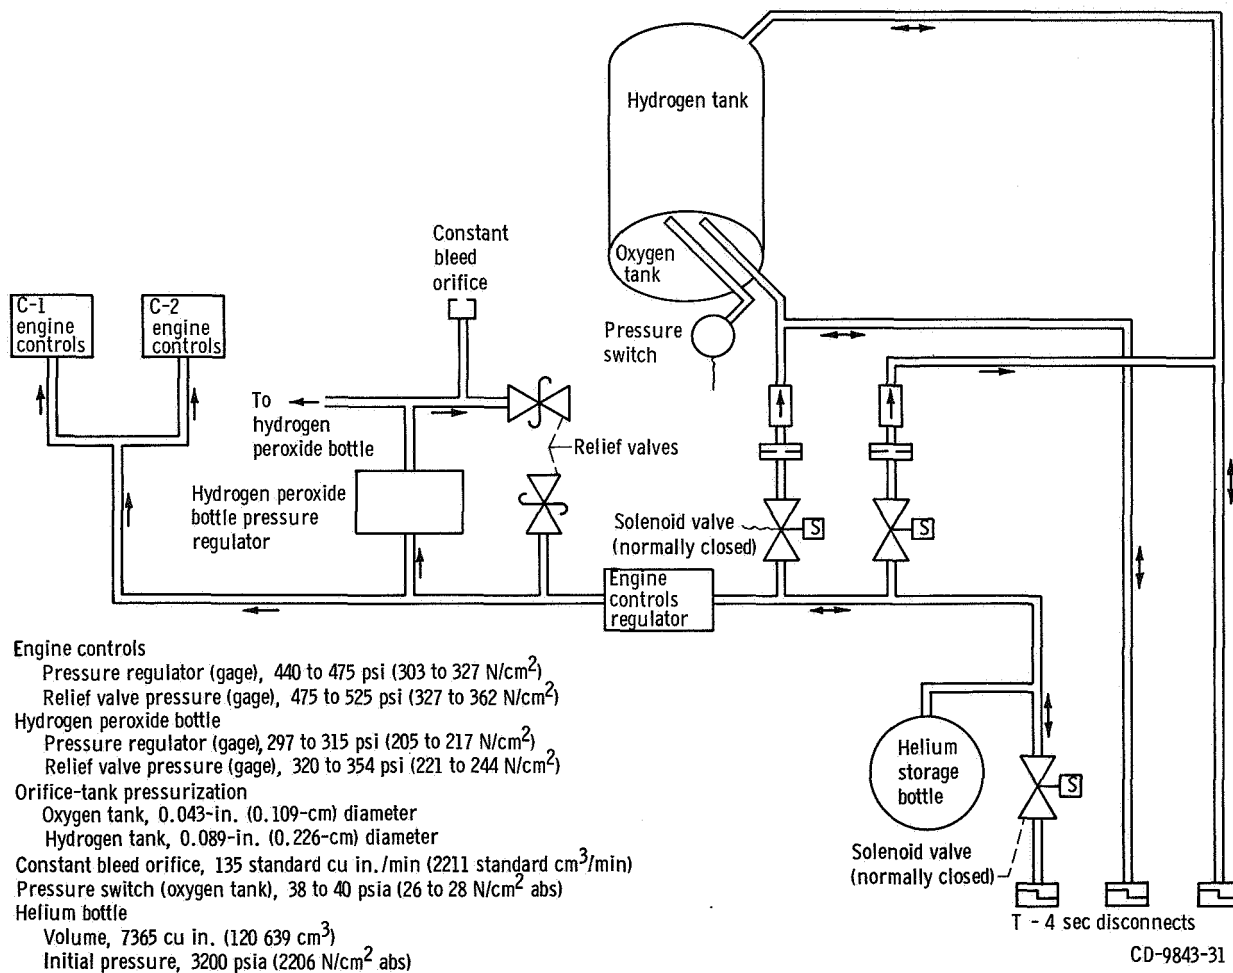 Hydrogen tank
Oxygen
tank
Constant
bleed
orifice
C-1
engine
controls
C-2
engine
controls
Pressure
switch
To
hydrogen
peroxide bottle
Relief valves
Hydrogen peroxide
bottle pressure
regulator
Solenoid valve
(normally closed)
S
S
Engine
controls
regulator
Engine controls
Pressure regulator (gage), 440 to 475 psi (303 to 327 N/cm²)
Relief valve pressure (gage), 475 to 525 psi (327 to 362 N/cm²)
Hydrogen peroxide bottle
Pressure regulator (gage), 297 to 315 psi (205 to 217 N/cm²)
Relief valve pressure (gage), 320 to 354 psi (221 to 244 N/cm²)
Orifice-tank pressurization
Oxygen tank, 0.043-in. (0.109-cm) diameter
Hydrogen tank, 0.089-in. (0.226-cm) diameter
Constant bleed orifice, 135 standard cu in./min (2211 standard cm³/min)
Pressure switch (oxygen tank), 38 to 40 psia (26 to 28 N/cm² abs)
Helium bottle
Volume, 7365 cu in. (120 639 cm³)
Initial pressure, 3200 psia (2206 N/cm² abs)
Helium
storage
bottle
S
Solenoid valve
(normally closed)
T - 4 sec disconnects
CD-9843-31